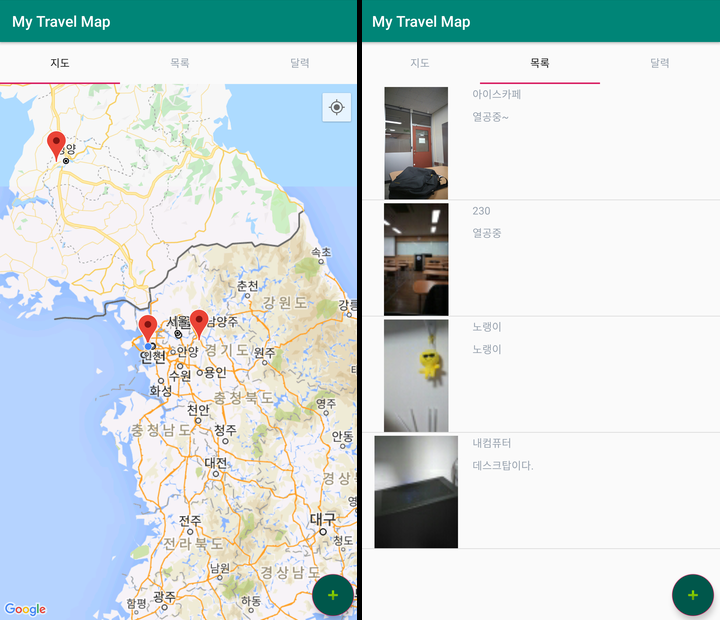 My Travel Map
지도
목록
달력
양
속초
춘천
강원도
강릉
서울
남양주
인천
안양
경기도
원주
수원
용인
화성
충청북도
영주
천안
충청남도
청주
안동
대전
경상
전주
대구
청도
전라북도
남원
경상남도
함평
광주
하동
Google
+
My Travel Map
지도
목록
달력
아이스카페
열공중~
230
열공중
노랭이
노랭이
내컴퓨터
데스크탑이다.
+